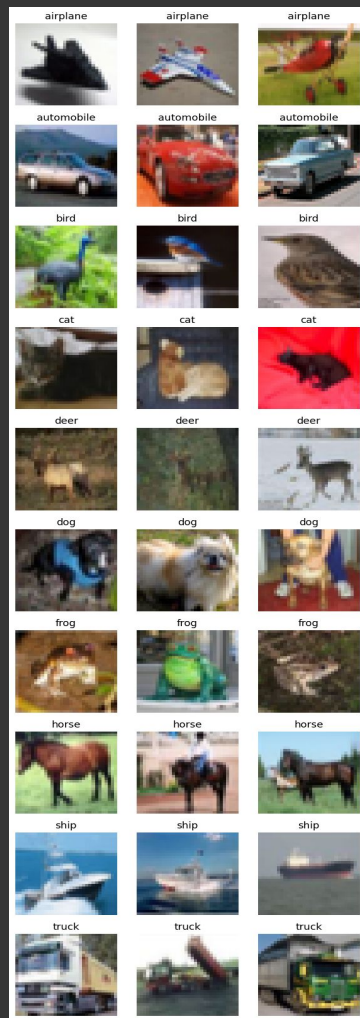 airplane airplane airplane
automobile automobile automobile
bird bird bird
cat cat cat
deer deer deer
dog dog dog
frog frog frog
horse horse horse
ship ship ship
truck truck truck